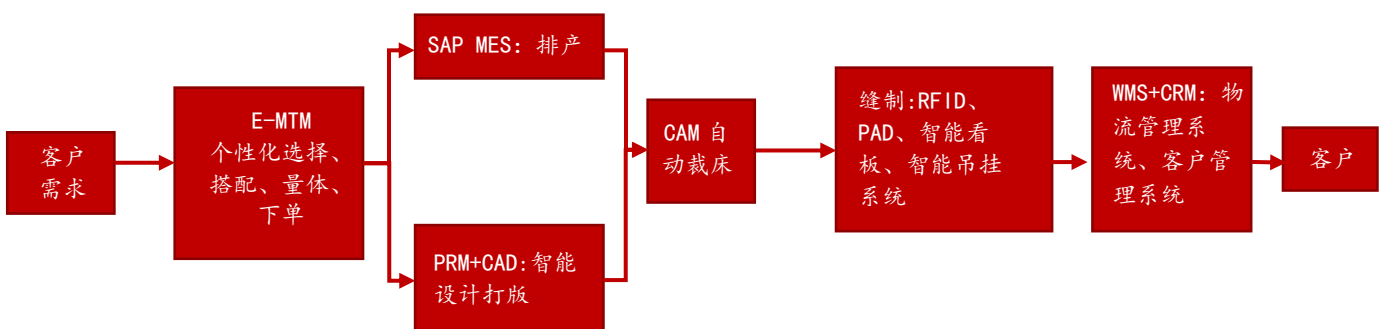 客户
需求
E-MTM
个性化选择、
搭配、量体、
下单
SAP MES: 排产
PRM+CAD:智能
设计打版
CAM 自
动裁床
缝制:RFID、
PAD、智能看
板、智能吊挂
系统
WMS+CRM: 物
流管理系
统、客户管
理系统
客户